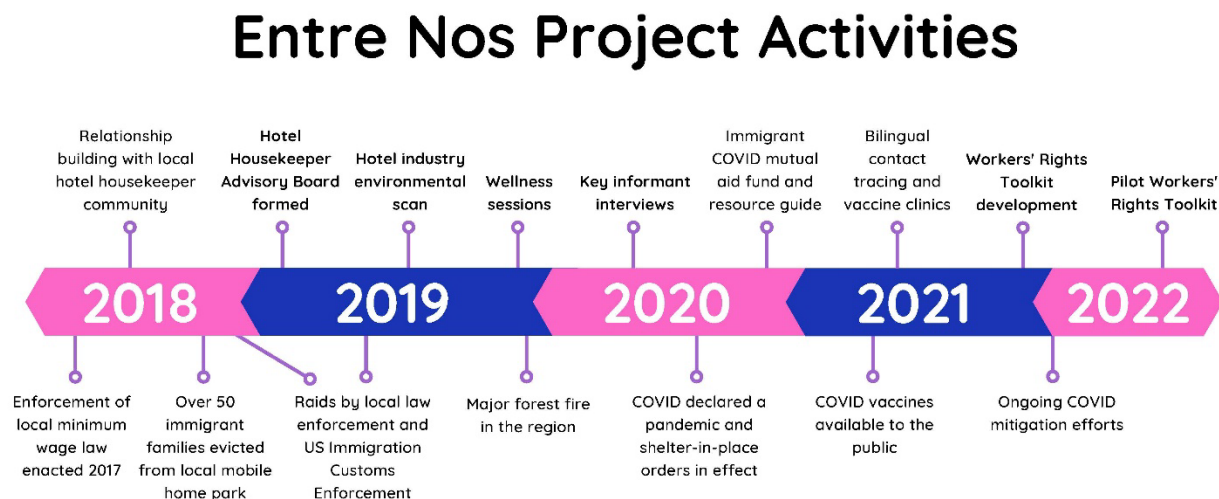 Entre Nos Project Activities
Relationship
building with local
hotel housekeeper
community
Hotel
Housekeeper
Advisory Board
formed
Hotel industry
environmental
scan
Wellness
sessions
Key informant
interviews
Immigrant
COVID mutual
aid fund and
resource guide
Bilingual
contact
tracing and
vaccine clinics
Workers' Rights
Toolkit
development
Pilot Workers'
Rights Toolkit
2018
2019
2020
2021
2022
Enforcement of
local minimum
wage law
enacted 2017
Over 50
immigrant
families evicted
from local mobile
home park
Raids by local law
enforcement and
US Immigration
Customs
Enforcement
Major forest fire
in the region
COVID declared a
pandemic and
shelter-in-place
orders in effect
COVID vaccines
available to the
public
Ongoing COVID
mitigation efforts